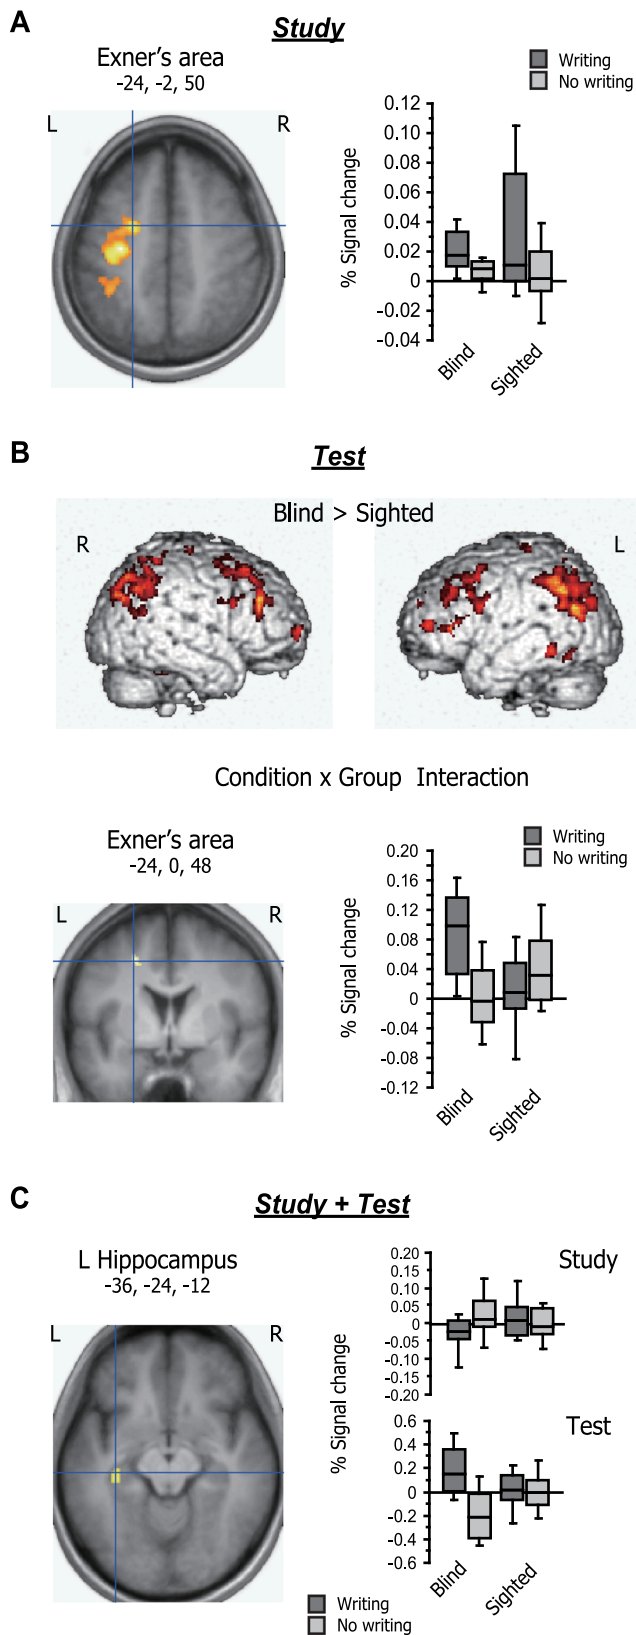 A
Study
Exner's area
-24, -2, 50
Writing
No writing
L
R
% Signal change
0.12
0.10
0.08
0.06
0.04
0.02
0
-0.02
-0.04
Blind
Sighted
B
Test
Blind > Sighted
R
L
Condition x Group Interaction
Exner's area
-24, 0, 48
Writing
No writing
L
R
% Signal change
0.20
0.16
0.12
0.08
0.04
0
-0.04
-0.08
-0.12
Blind
Sighted
C
Study + Test
L Hippocampus
-36, -24, -12
L
R
% Signal change
Study
0.20
0.15
0.10
0.05
0
-0.05
-0.10
-0.15
-0.20
Test
0.6
0.4
0.2
0
-0.2
-0.4
-0.6
Blind
Sighted
Writing
No writing